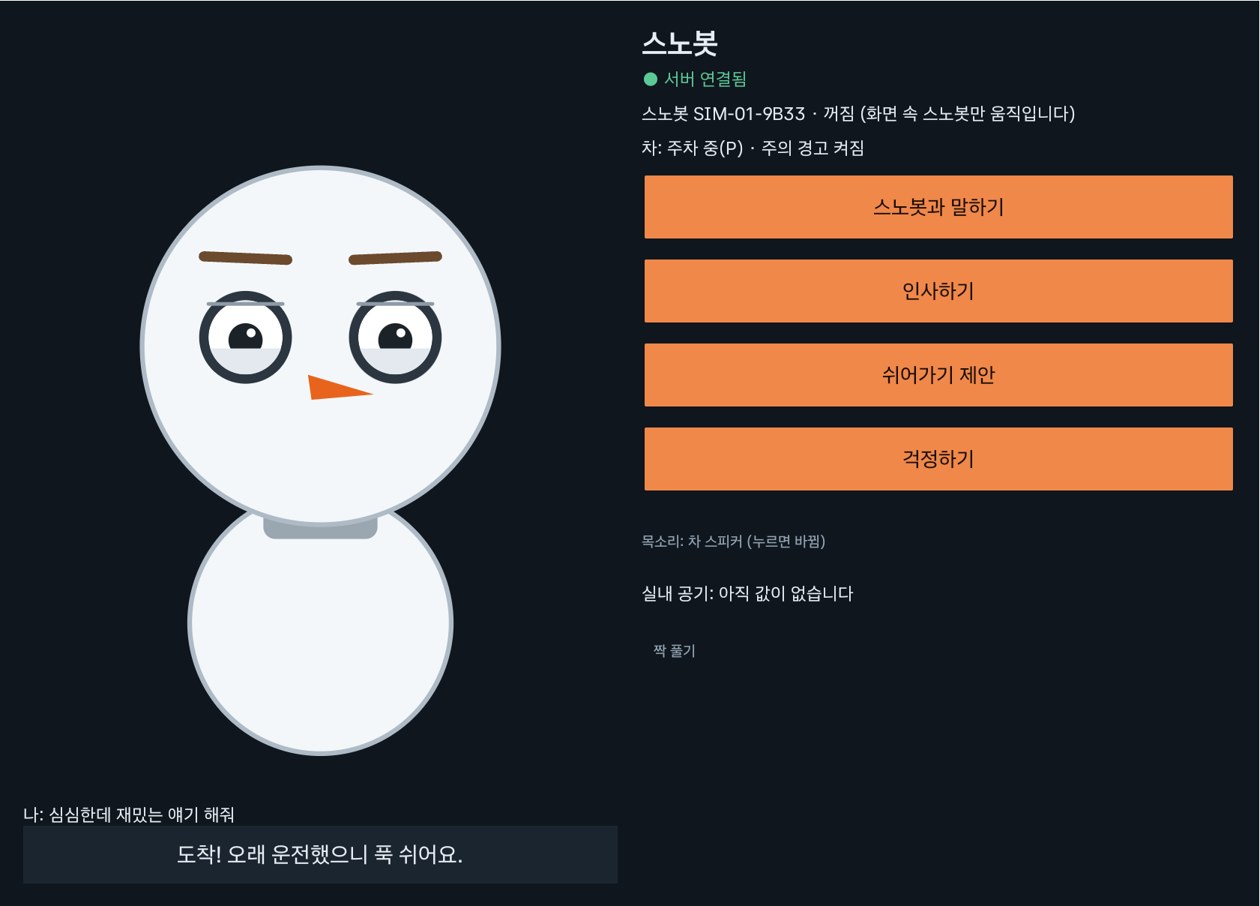 스노봇
서버 연결됨
스노봇 SIM-01-9B33 · 꺼짐 (화면 속 스노봇만 움직입니다)
차: 주차 중(P) · 주의 경고 켜짐
스노봇과 말하기
인사하기
쉬어가기 제안
걱정하기
목소리: 차 스피커 (누르면 바뀜)
실내 공기: 아직 값이 없습니다
짝 풀기
나: 심심한데 재밌는 얘기 해줘
도착! 오래 운전했으니 푹 쉬어요.